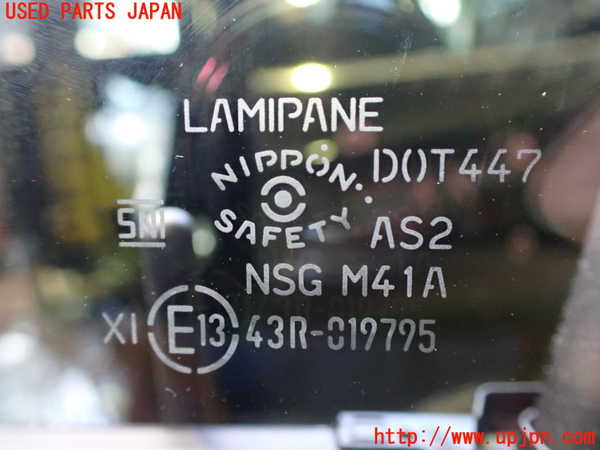 USED PARTS JAPAN
LAMIPANE
NIPPON
SAFETY
DOT447
AS2
NSG M41A
XI E13 43R-019795
http://www.upjpn.com